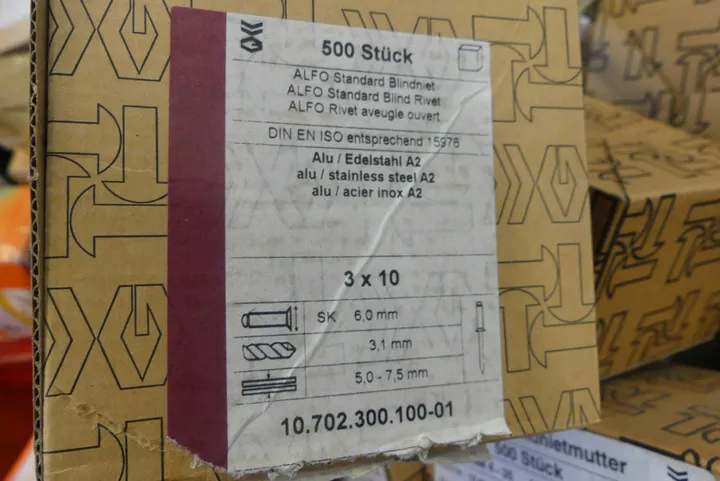 500 Stück
ALFO Standard Blindniet
ALFO Standard Blind Rivet
ALFO Rivet aveugle ouvert
DIN EN ISO entsprechend 15976
Alu / Edelstahl A2
alu / stainless steel A2
alu / acier inox A2
3 x 10
SK 6,0 mm
3,1 mm
5,0 - 7,5 mm
10.702.300.100-01
500 Stück